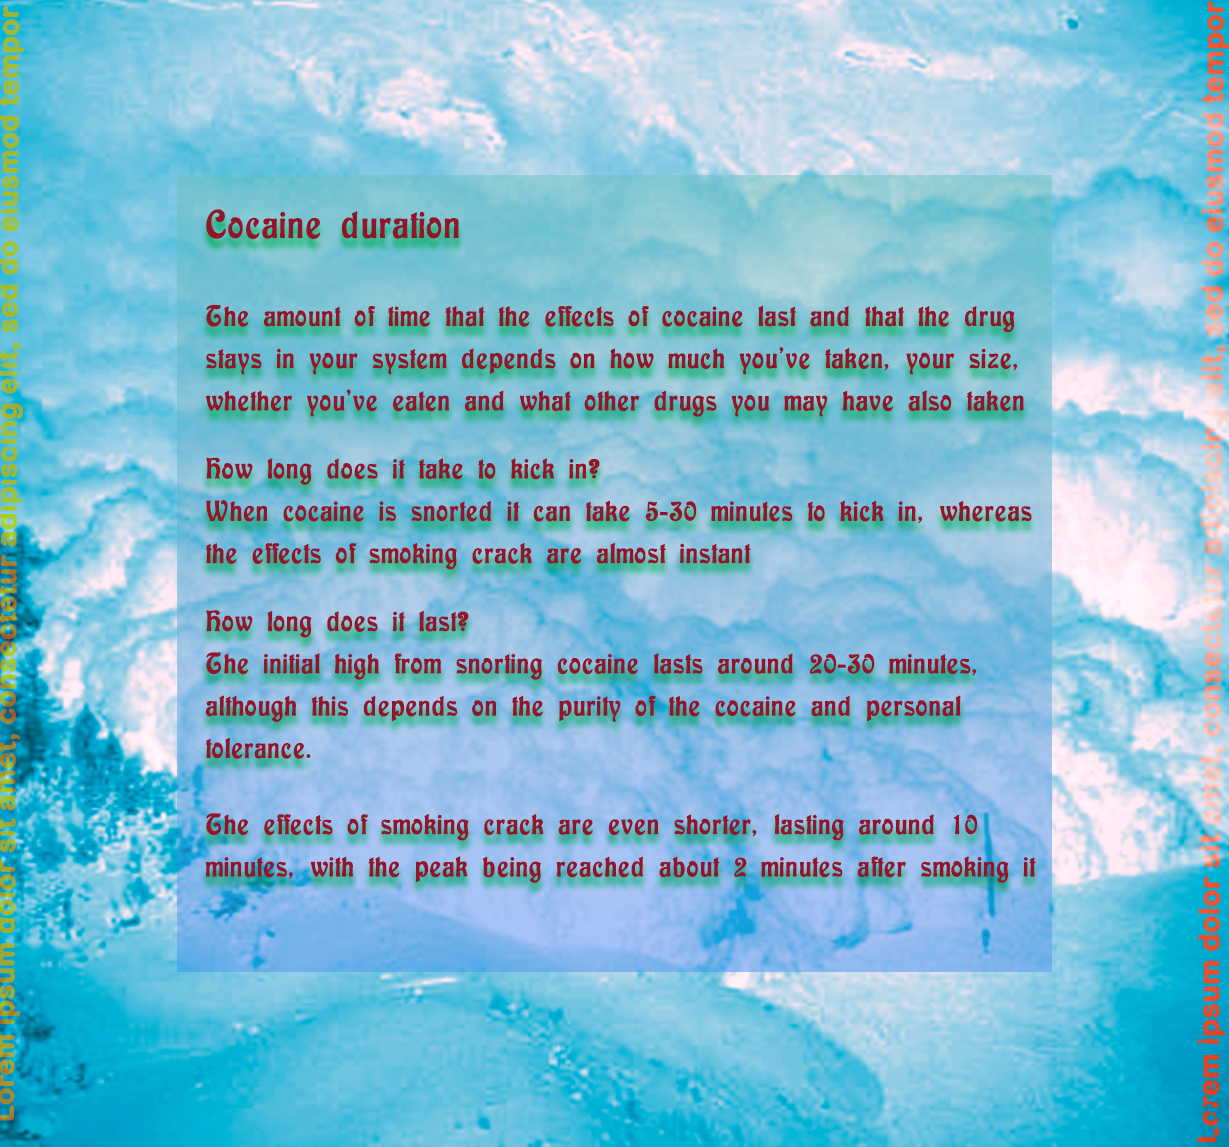 Cocaine duration
The amount of time that the effects of cocaine last and that the drug
stays in your system depends on how much you've taken, your size,
whether you've eaten and what other drugs you may have also taken
How long does it take to kick in?
When cocaine is snorted it can take 5-30 minutes to kick in, whereas
the effects of smoking crack are almost instant
How long does it last?
The initial high from snorting cocaine lasts around 20-30 minutes,
although this depends on the purity of the cocaine and personal
tolerance.
The effects of smoking crack are even shorter, lasting around 10
minutes, with the peak being reached about 2 minutes after smoking it
Lorem ipsum dolor sit amet, consectetur adipiscing elit, sed do eiusmod tempor
Lorem ipsum dolor sit amet, consectetur adipiscing elit, sed do eiusmod tempor